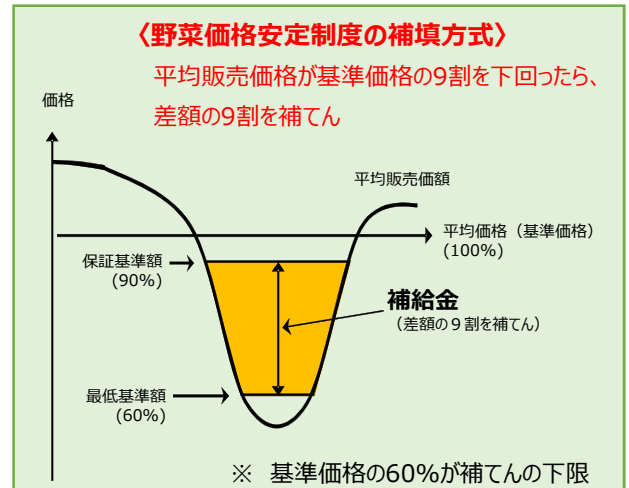 〈野菜価格安定制度の補填方式〉
平均販売価格が基準価格の9割を下回ったら、
差額の9割を補てん
価格
平均販売価額
平均価格（基準価格）
(100%)
保証基準額
(90%)
補給金
（差額の９割を補てん）
最低基準額
(60%)
※　基準価格の60%が補てんの下限